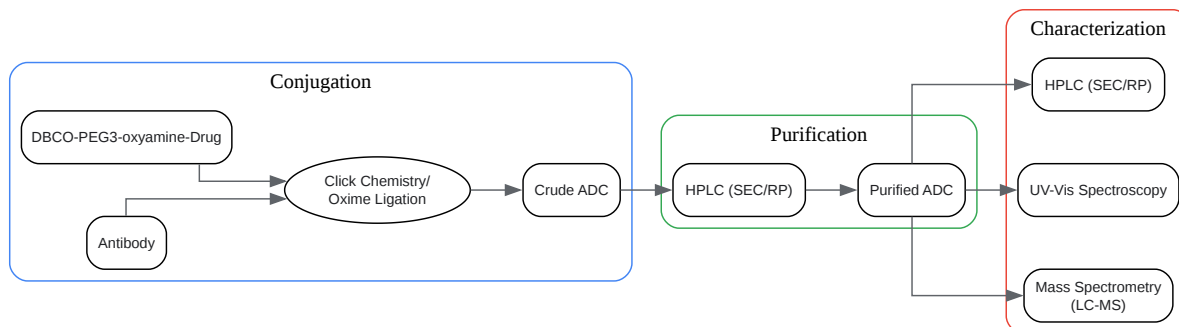 Conjugation
DBCO-PEG3-oxyamine-Drug
Antibody
Click Chemistry/
Oxime Ligation
Crude ADC
Purification
HPLC (SEC/RP)
Purified ADC
Characterization
HPLC (SEC/RP)
UV-Vis Spectroscopy
Mass Spectrometry
(LC-MS)